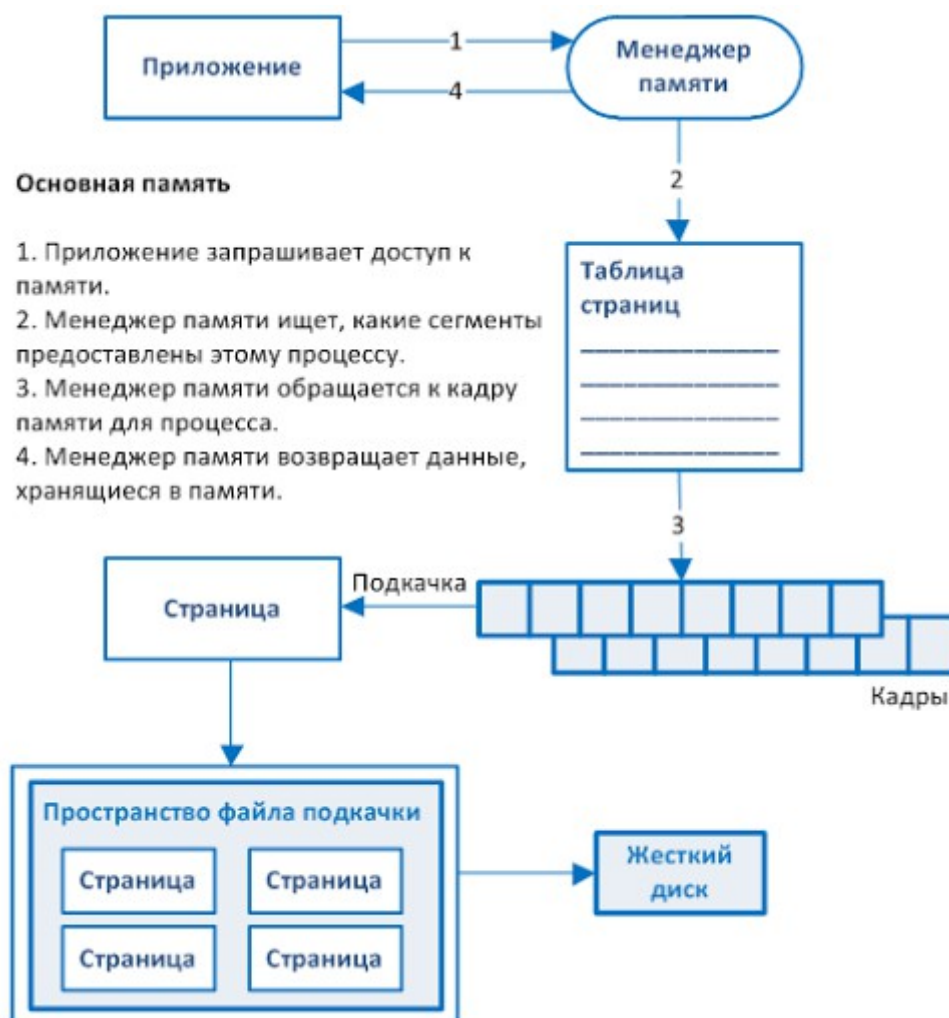 Приложение
1
4
Менеджер
памяти
2
Основная память
1. Приложение запрашивает доступ к
памяти.
2. Менеджер памяти ищет, какие сегменты
предоставлены этому процессу.
3. Менеджер памяти обращается к кадру
памяти для процесса.
4. Менеджер памяти возвращает данные,
хранящиеся в памяти.
Таблица
страниц
3
Страница
Подкачка
Кадры
Пространство файла подкачки
Страница
Страница
Страница
Страница
Жесткий
диск